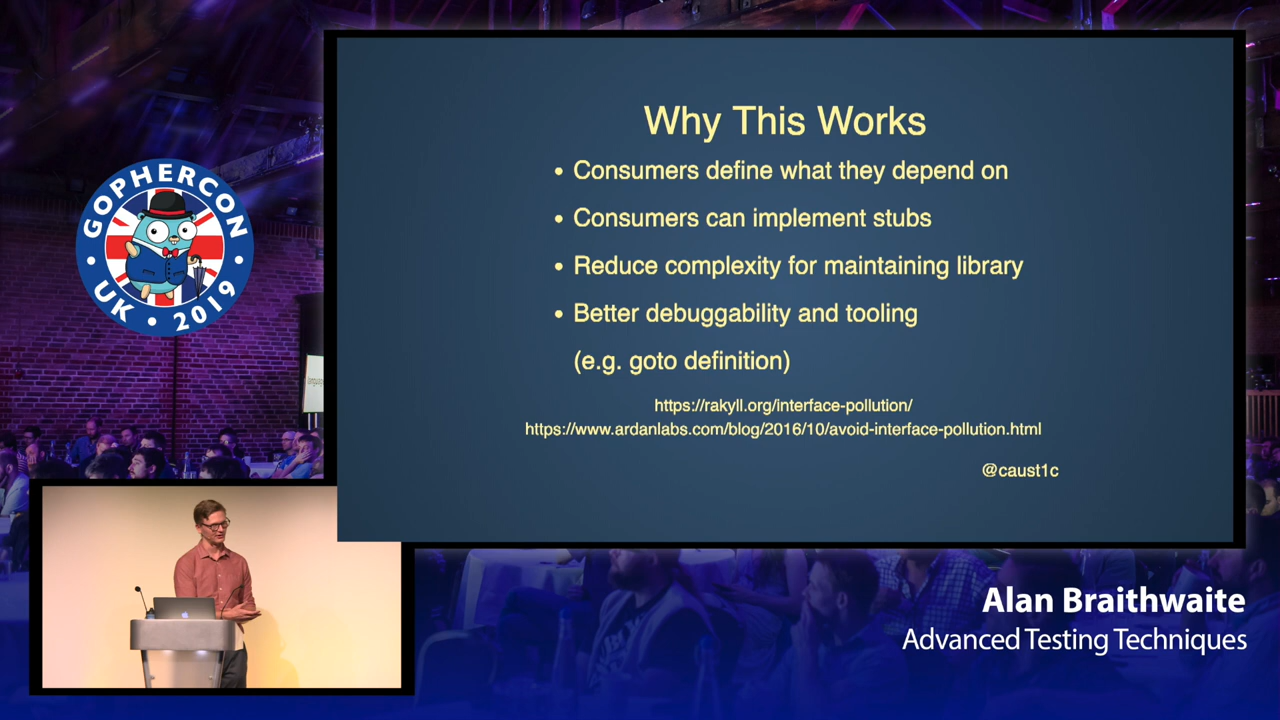 GOPHERCON
UK • 2019
Why This Works
• Consumers define what they depend on
• Consumers can implement stubs
• Reduce complexity for maintaining library
• Better debuggability and tooling
(e.g. goto definition)
https://rakyll.org/interface-pollution/
https://www.ardanlabs.com/blog/2016/10/avoid-interface-pollution.html
@caust1c
Alan Braithwaite
Advanced Testing Techniques